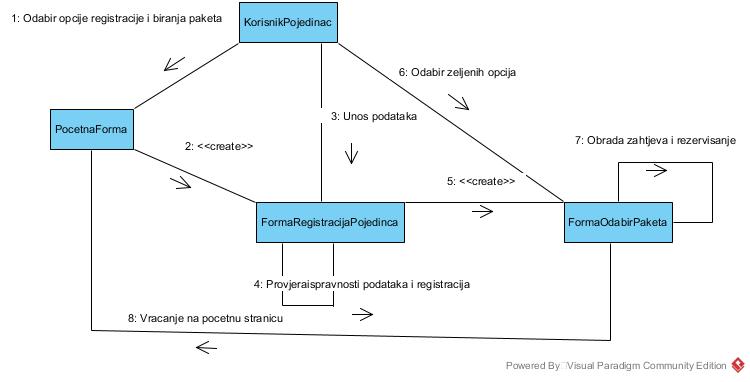 1: Odabir opcije registracije i biranja paketa
KorisnikPojedinac
6: Odabir zeljenih opcija
3: Unos podataka
PocetnaForma
2: <<create>>
7: Obrada zahtjeva i rezervisanje
5: <<create>>
FormaRegistracijaPojedinca
FormaOdabirPaketa
4: Provjeraispravnosti podataka i registracija
8: Vracanje na pocetnu stranicu
Powered By Visual Paradigm Community Edition